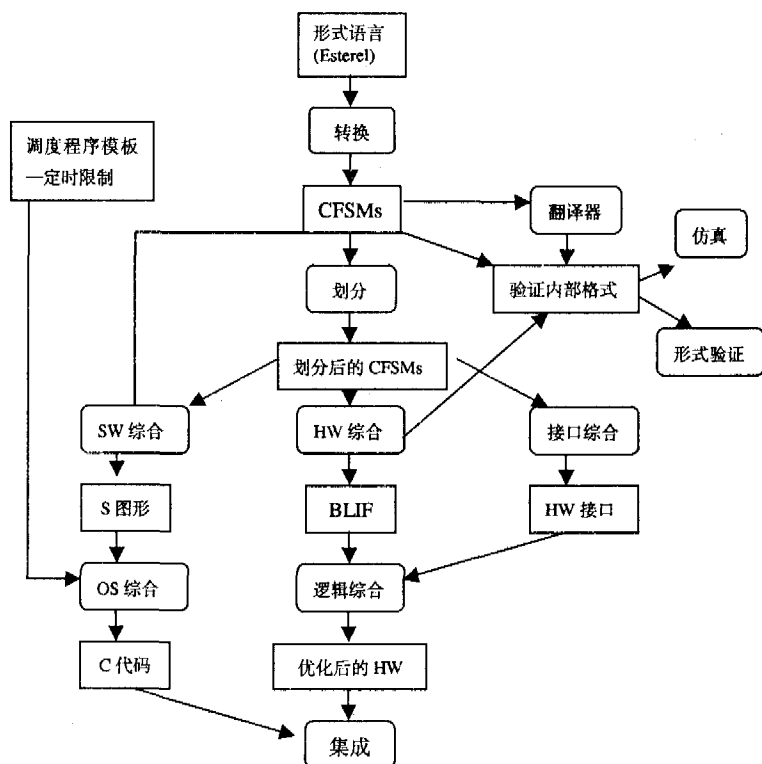 形式语言
(Esterel)
转换
调度程序模板
—定时限制
CFSMs
翻译器
仿真
划分
验证内部格式
形式验证
划分后的 CFSMs
SW 综合
HW 综合
接口综合
S 图形
BLIF
HW 接口
OS 综合
逻辑综合
C 代码
优化后的 HW
集成